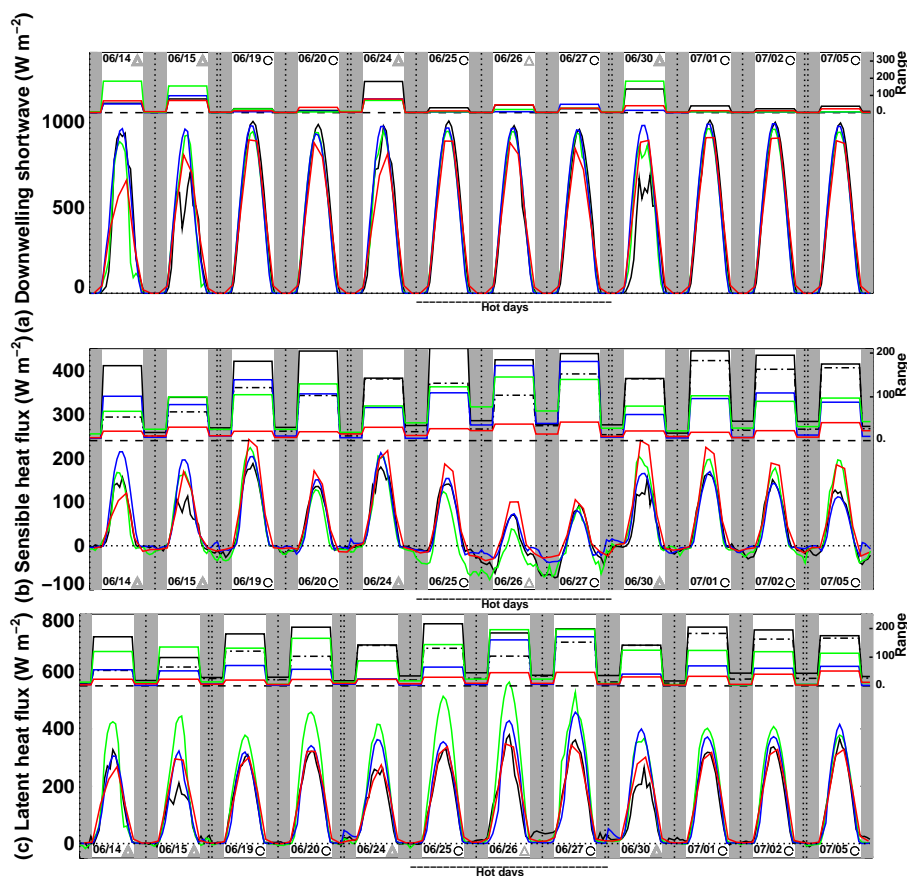 (a) Downwelling shortwave (W m−2)
06/14 06/15 06/19 06/20 06/24 06/25 06/26 06/27 06/30 07/01 07/02 07/05
300
200
100
0
Range
1000
500
0
Hot days
(b) Sensible heat flux (W m−2)
400
300
200
100
0
−100
200
100
0
Range
06/14 06/15 06/19 06/20 06/24 06/25 06/26 06/27 06/30 07/01 07/02 07/05
Hot days
(c) Latent heat flux (W m−2)
800
600
400
200
0
200
100
0
Range
06/14 06/15 06/19 06/20 06/24 06/25 06/26 06/27 06/30 07/01 07/02 07/05
Hot days